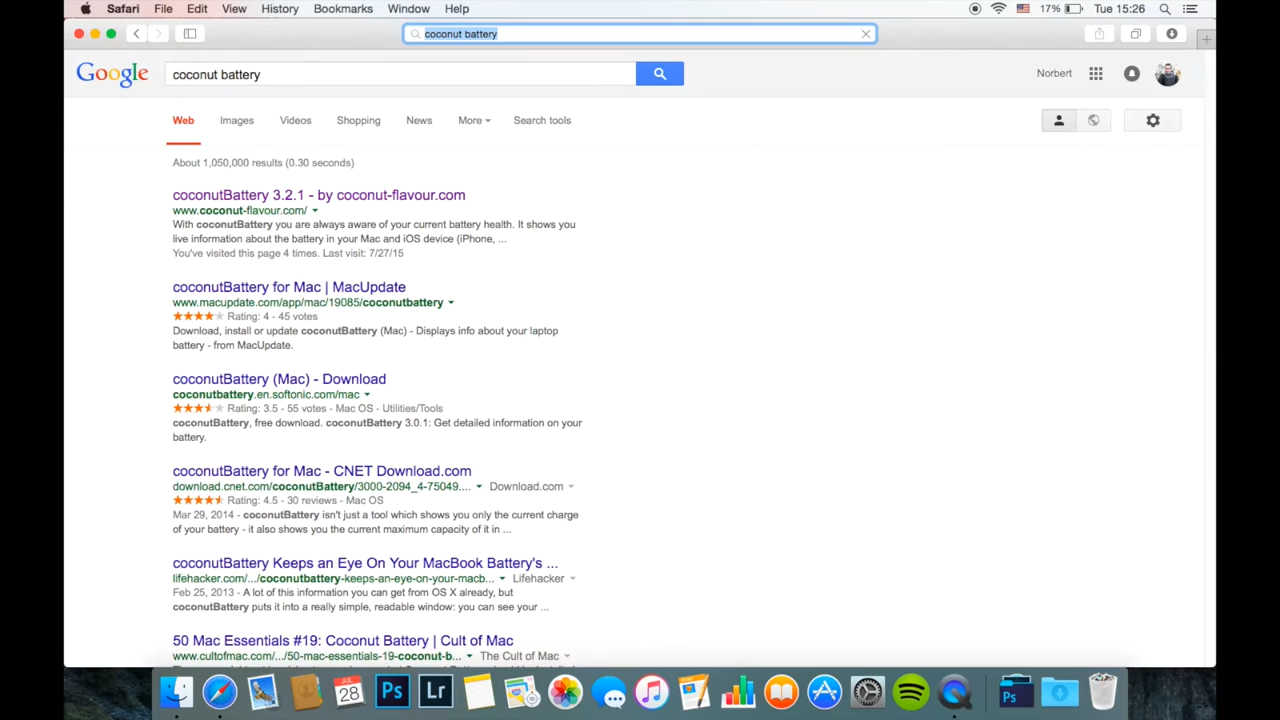 Safari File Edit View History Bookmarks Window Help 17% Tue 15:26
coconut battery
Google coconut battery Norbert
Web Images Videos Shopping News More Search tools
About 1,050,000 results (0.30 seconds)
coconutBattery 3.2.1 - by coconut-flavour.com
www.coconut-flavour.com/
With coconutBattery you are always aware of your current battery health. It shows you
live information about the battery in your Mac and iOS device (iPhone, ...
You've visited this page 4 times. Last visit: 7/27/15
coconutBattery for Mac | MacUpdate
www.macupdate.com/app/mac/19085/coconutbattery
Rating: 4 - 45 votes
Download, install or update coconutBattery (Mac) - Displays info about your laptop
battery - from MacUpdate.
coconutBattery (Mac) - Download
coconutbattery.en.softonic.com/mac
Rating: 3.5 - 55 votes - Mac OS - Utilities/Tools
coconutBattery, free download. coconutBattery 3.0.1: Get detailed information on your
battery.
coconutBattery for Mac - CNET Download.com
download.cnet.com/coconutBattery/3000-2094_4-75049.... Download.com
Rating: 4.5 - 30 reviews - Mac OS
Mar 29, 2014 - coconutBattery isn't just a tool which shows you only the current charge
of your battery - it also shows you the current maximum capacity of it in ...
coconutBattery Keeps an Eye On Your MacBook Battery's ...
lifehacker.com/.../coconutbattery-keeps-an-eye-on-your-macb... Lifehacker
Feb 25, 2013 - A lot of this information you can get from OS X already, but
coconutBattery puts it into a really simple, readable window: you can see your ...
50 Mac Essentials #19: Coconut Battery | Cult of Mac
www.cultofmac.com/.../50-mac-essentials-19-coconut-b... The Cult of Mac
JUL
28
Ps
Lr
Ps